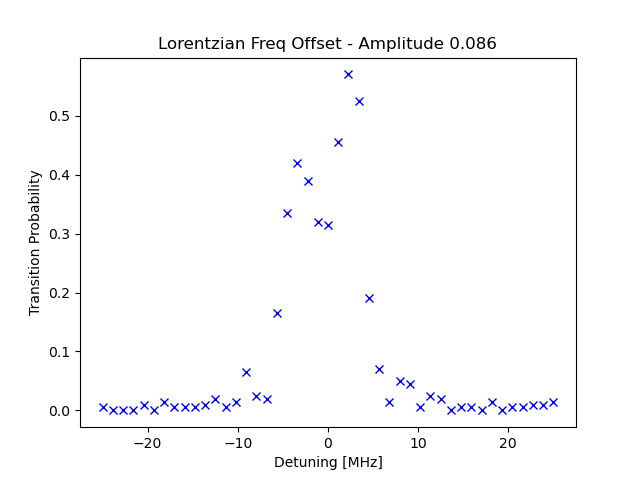 Lorentzian Freq Offset - Amplitude 0.086
Transition Probability
0.5
0.4
0.3
0.2
0.1
0.0
−20 −10 0 10 20
Detuning [MHz]